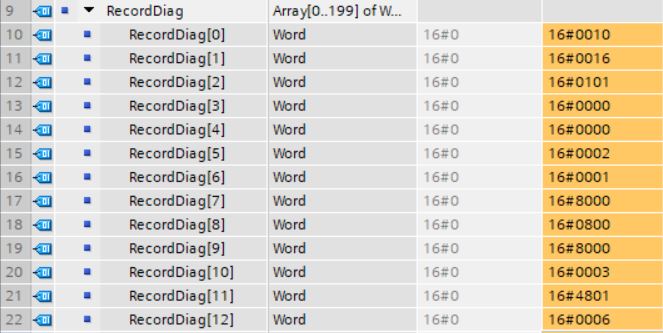 9 RecordDiag Array[0..199] of W...
10 RecordDiag[0] Word 16#0 16#0010
11 RecordDiag[1] Word 16#0 16#0016
12 RecordDiag[2] Word 16#0 16#0101
13 RecordDiag[3] Word 16#0 16#0000
14 RecordDiag[4] Word 16#0 16#0000
15 RecordDiag[5] Word 16#0 16#0002
16 RecordDiag[6] Word 16#0 16#0001
17 RecordDiag[7] Word 16#0 16#8000
18 RecordDiag[8] Word 16#0 16#0800
19 RecordDiag[9] Word 16#0 16#8000
20 RecordDiag[10] Word 16#0 16#0003
21 RecordDiag[11] Word 16#0 16#4801
22 RecordDiag[12] Word 16#0 16#0006